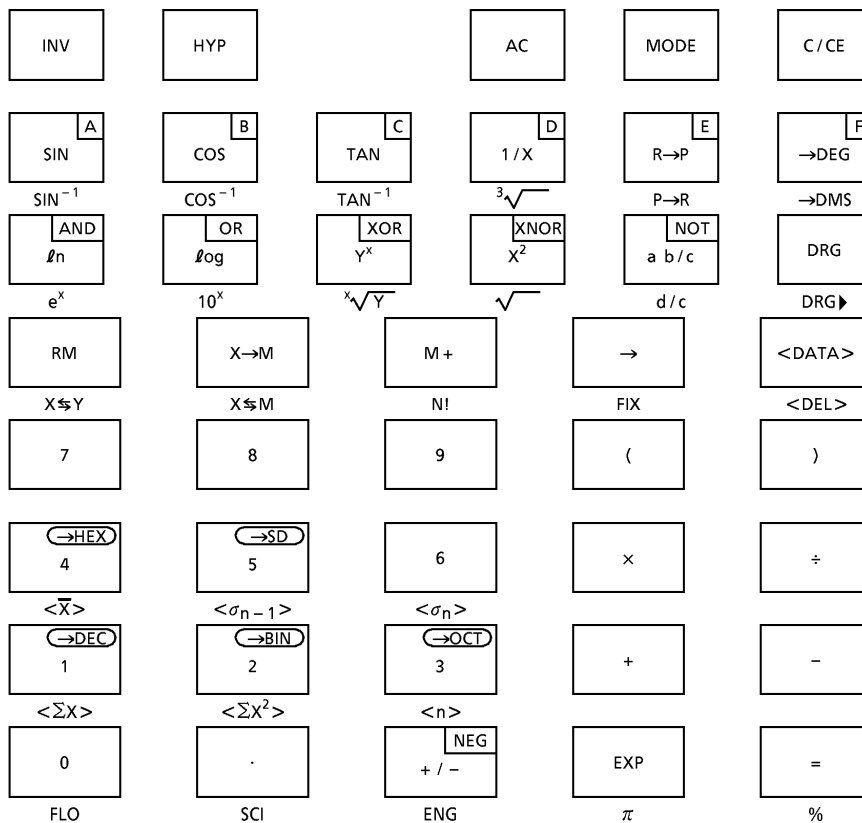 INV HYP AC MODE C/CE
A B C D E F
SIN COS TAN 1/X R→P →DEG
SIN⁻¹ COS⁻¹ TAN⁻¹ ³√ P→R →DMS
AND OR XOR XNOR NOT
ℓn ℓog Yˣ X² a b/c DRG
eˣ 10ˣ ˣ√Y √ d/c DRG▶
RM X→M M+ → <DATA>
X⇆Y X⇆M N! FIX <DEL>
7 8 9 ( )
→HEX →SD
4 5 6 × ÷
<X̅> <σn−1> <σn>
→DEC →BIN →OCT
1 2 3 + −
<ΣX> <ΣX²> <n>
NEG
0 · +/− EXP =
FLO SCI ENG π %